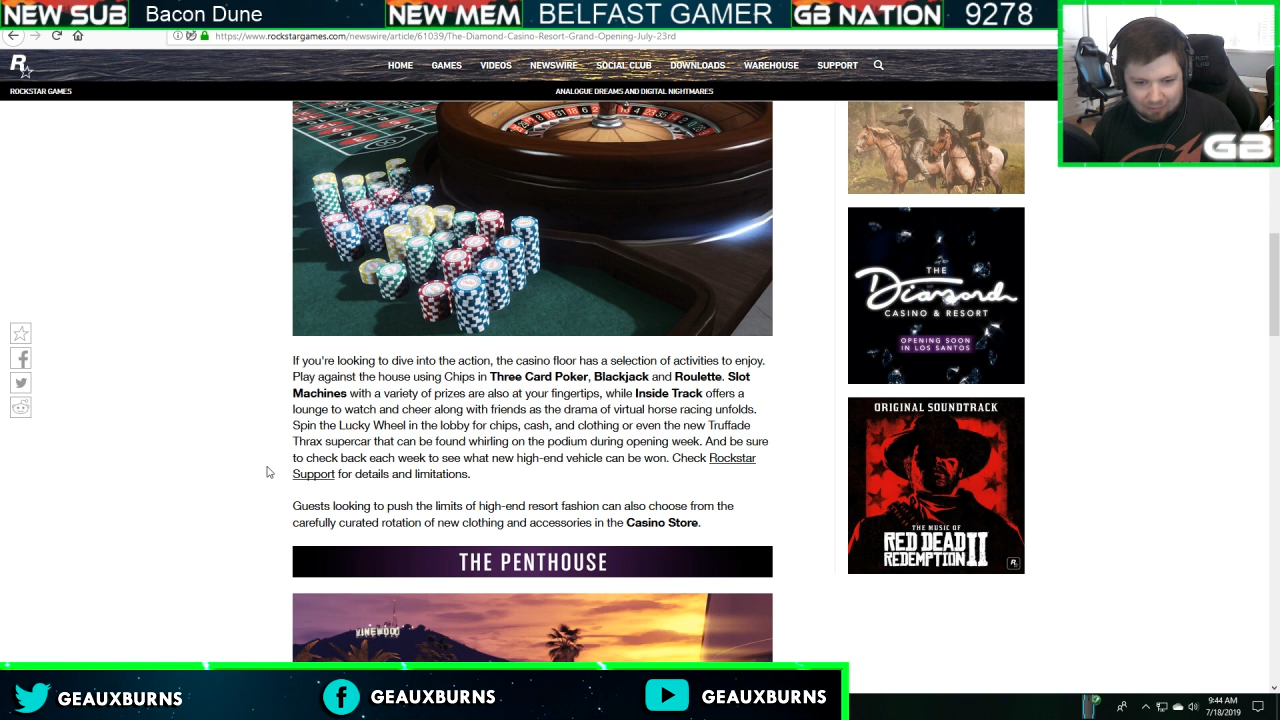 NEW SUB Bacon Dune NEW MEM BELFAST GAMER GB NATION 9278
https://www.rockstargames.com/newswire/article/61039/The-Diamond-Casino-Resort-Grand-Opening-July-23rd
R
HOME GAMES VIDEOS NEWSWIRE SOCIAL CLUB DOWNLOADS WAREHOUSE SUPPORT
ROCKSTAR GAMES ANALOGUE DREAMS AND DIGITAL NIGHTMARES
GB
If you're looking to dive into the action, the casino floor has a selection of activities to enjoy.
Play against the house using Chips in Three Card Poker, Blackjack and Roulette. Slot
Machines with a variety of prizes are also at your fingertips, while Inside Track offers a
lounge to watch and cheer along with friends as the drama of virtual horse racing unfolds.
Spin the Lucky Wheel in the lobby for chips, cash, and clothing or even the new Truffade
Thrax supercar that can be found whirling on the podium during opening week. And be sure
to check back each week to see what new high-end vehicle can be won. Check Rockstar
Support for details and limitations.
Guests looking to push the limits of high-end resort fashion can also choose from the
carefully curated rotation of new clothing and accessories in the Casino Store.
THE PENTHOUSE
VINEWOOD
THE
Diamond
CASINO & RESORT
OPENING SOON
IN LOS SANTOS
ORIGINAL SOUNDTRACK
THE MUSIC OF
RED DEAD
REDEMPTION II
R
GEAUXBURNS GEAUXBURNS GEAUXBURNS
9:44 AM
7/18/2019